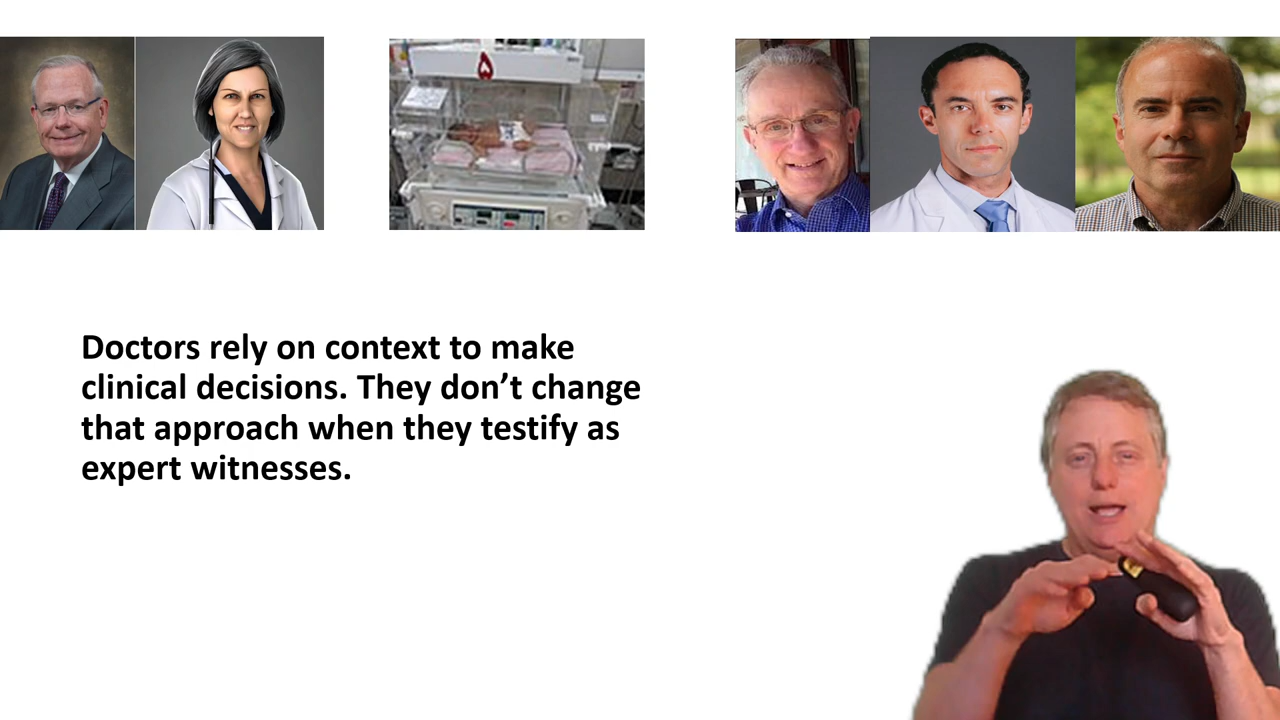 Doctors rely on context to make
clinical decisions. They don’t change
that approach when they testify as
expert witnesses.